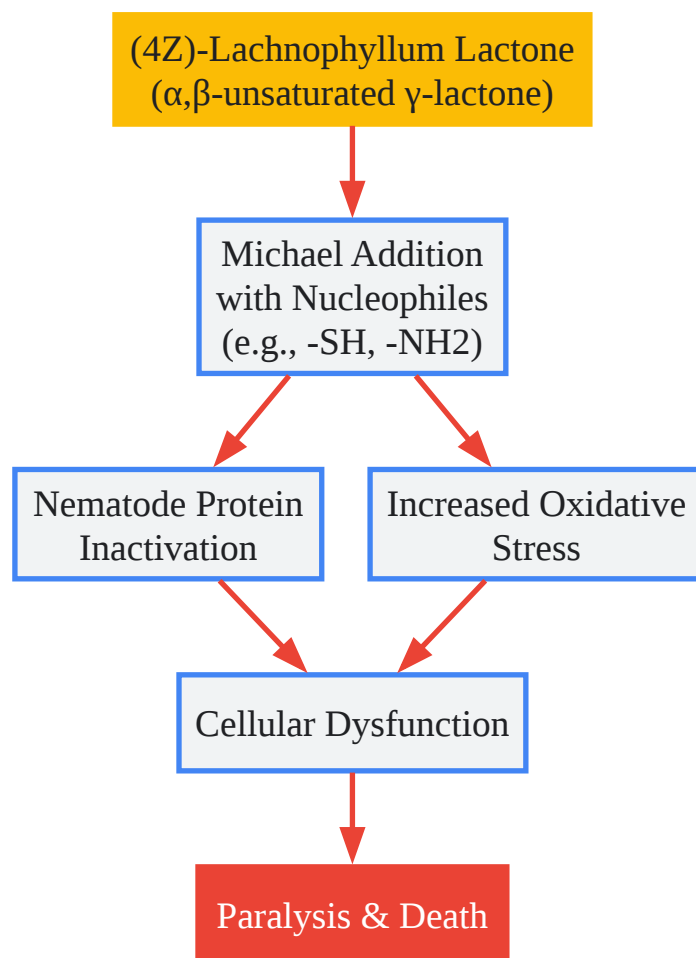 (4Z)-Lachnophyllum Lactone
(α,β-unsaturated γ-lactone)
Michael Addition
with Nucleophiles
(e.g., -SH, -NH2)
Nematode Protein
Inactivation
Increased Oxidative
Stress
Cellular Dysfunction
Paralysis & Death